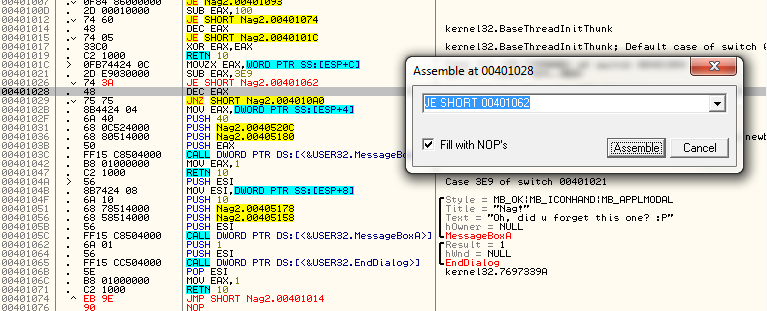 00401007 .v 0F84 86000000 JE Nag2.00401093
0040100D . 2D 00010000 SUB EAX,100
00401012 .v 74 60 JE SHORT Nag2.00401074
00401014 > 48 DEC EAX kernel32.BaseThreadInitThunk
00401015 .v 74 05 JE SHORT Nag2.0040101C
00401017 . 33C0 XOR EAX,EAX kernel32.BaseThreadInitThunk; Default case of switch 0
00401019 . C2 1000 RETN 10
0040101C > 0FB74424 0C MOVZX EAX,WORD PTR SS:[ESP+C]
00401021 . 2D E9030000 SUB EAX,3E9
00401026 74 3A JE SHORT Nag2.00401062
00401028 48 DEC EAX
00401029 .v 75 75 JNZ SHORT Nag2.004010A0
0040102B . 8B4424 04 MOV EAX,DWORD PTR SS:[ESP+4]
0040102F . 6A 40 PUSH 40
00401031 . 68 0C524000 PUSH Nag2.0040520C
00401036 . 68 80514000 PUSH Nag2.00405180
0040103B . 50 PUSH EAX
0040103C . FF15 C8504000 CALL DWORD PTR DS:[<&USER32.MessageBox
00401042 . B8 01000000 MOV EAX,1
00401047 . C2 1000 RETN 10
0040104A > 56 PUSH ESI Case 3E9 of switch 00401021
0040104B . 8B7424 08 MOV ESI,DWORD PTR SS:[ESP+8]
0040104F . 6A 10 PUSH 10 Style = MB_OK|MB_ICONHAND|MB_APPLMODAL
00401051 . 68 78514000 PUSH Nag2.00405178 Title = "Nag!"
00401056 . 68 58514000 PUSH Nag2.00405158 Text = "Oh, did u forget this one? :P"
0040105B . 56 PUSH ESI hOwner = NULL
0040105C . FF15 C8504000 CALL DWORD PTR DS:[<&USER32.MessageBoxA>] MessageBoxA
00401062 . 6A 01 PUSH 1 Result = 1
00401064 . 56 PUSH ESI hWnd = NULL
00401065 . FF15 CC504000 CALL DWORD PTR DS:[<&USER32.EndDialog>] EndDialog
0040106B . 5E POP ESI kernel32.7697339A
0040106C . B8 01000000 MOV EAX,1
00401071 . C2 1000 RETN 10
00401074 .^ EB 9E JMP SHORT Nag2.00401014
00401076 90 NOP
Assemble at 00401028
JE SHORT 00401062
Fill with NOP's
Assemble
Cancel